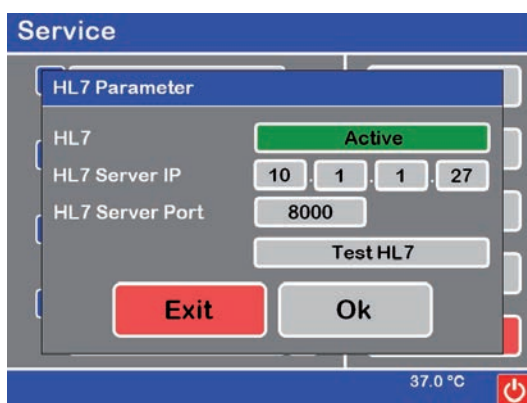 Service
HL7 Parameter
HL7 Active
HL7 Server IP 10 . 1 . 1 . 27
HL7 Server Port 8000
Test HL7
Exit Ok
37.0 °C